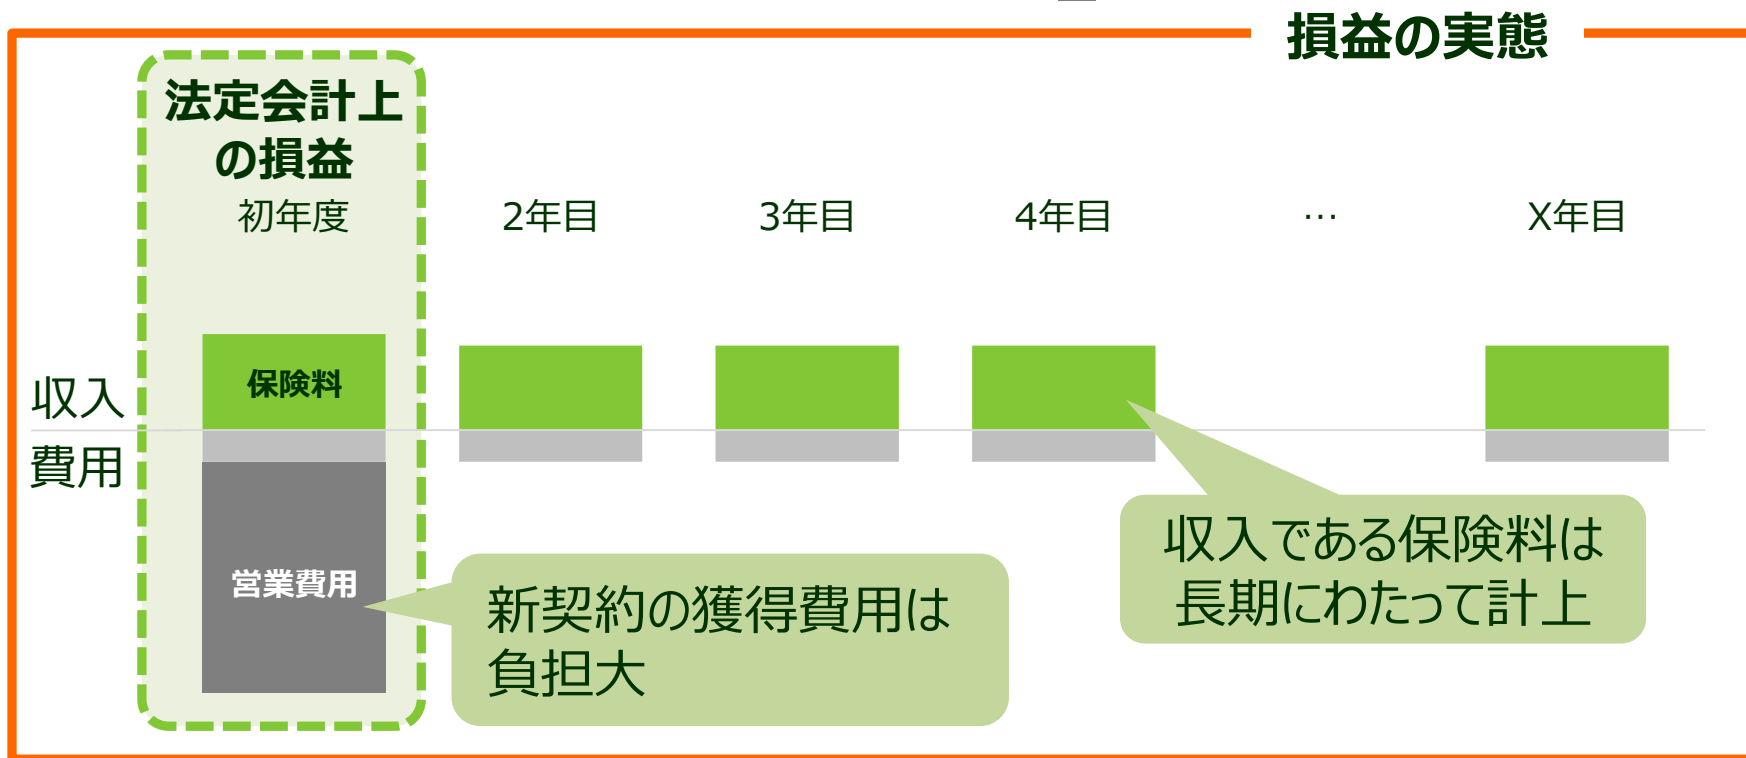 損益の実態
法定会計上
の損益
初年度
2年目
3年目
4年目
…
X年目
収入
保険料
費用
営業費用
新契約の獲得費用は
負担大
収入である保険料は
長期にわたって計上